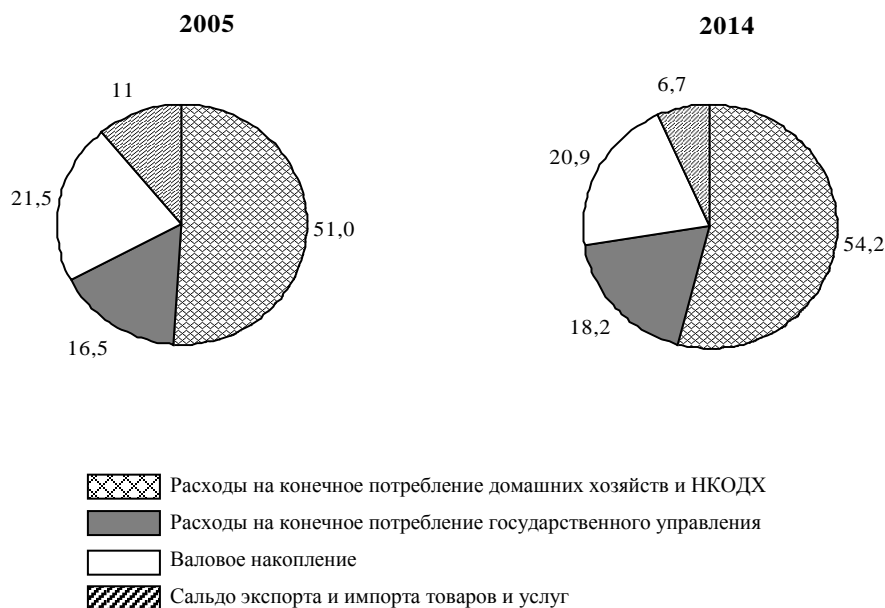 2005
2014
11
21,5
51,0
16,5
6,7
20,9
54,2
18,2
Расходы на конечное потребление домашних хозяйств и НКОДХ
Расходы на конечное потребление государственного управления
Валовое накопление
Сальдо экспорта и импорта товаров и услуг